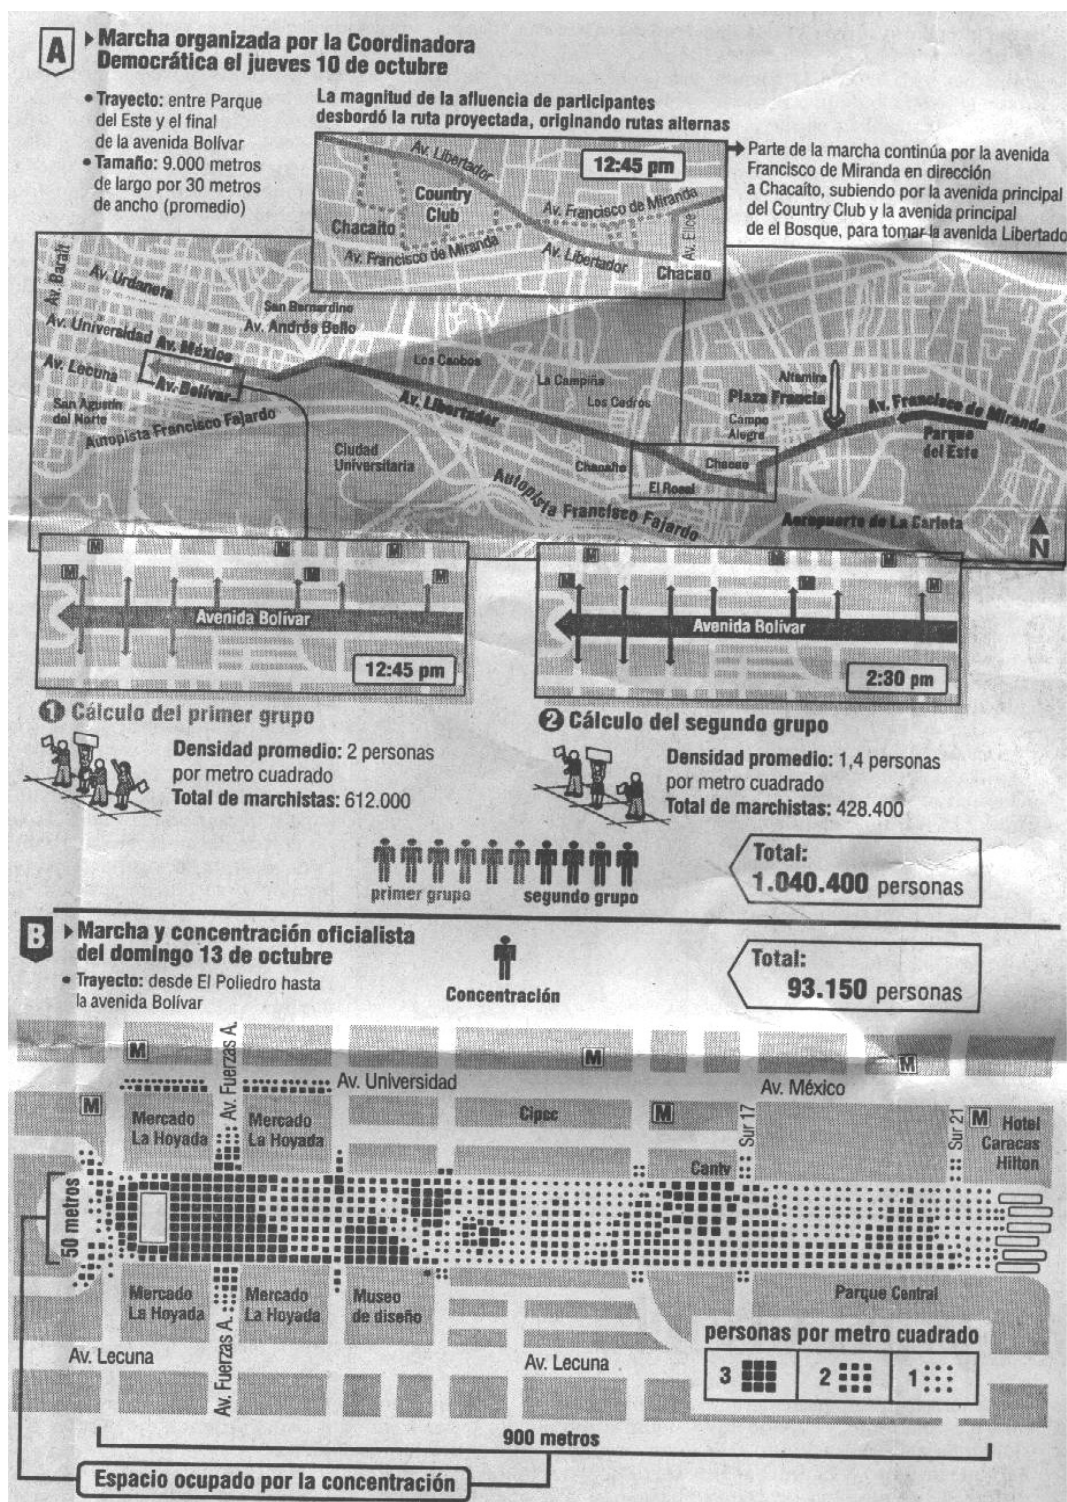 A
Marcha organizada por la Coordinadora
Democrática el jueves 10 de octubre
• Trayecto: entre Parque
del Este y el final
de la avenida Bolívar
• Tamaño: 9.000 metros
de largo por 30 metros
de ancho (promedio)
La magnitud de la afluencia de participantes
desbordó la ruta proyectada, originando rutas alternas
Av. Libertador
12:45 pm
Country
Club
Av. Francisco de Miranda
Chacaíto
Av. Francisco de Miranda
Av. Libertador
Av. Elice
Chacao
Parte de la marcha continúa por la avenida
Francisco de Miranda en dirección
a Chacaíto, subiendo por la avenida principal
del Country Club y la avenida principal
de el Bosque, para tomar la avenida Libertado
Av. Baralt
Av. Urdaneta
San Bernardino
Av. Andrés Bello
Av. Universidad
Av. México
Av. Lecuna
Av. Bolívar
San Agustín
del Norte
Autopista Francisco Fajardo
Los Caobos
La Campiña
Los Cedros
Av. Libertador
Ciudad
Universitaria
Chacaíto
Autopista Francisco Fajardo
El Rosal
Chacao
Altamira
Plaza Francia
Campo
Alegre
Av. Francisco de Miranda
Parque
del Este
Aeropuerto de La Carlota
N
M
M
M
M
M
M
Avenida Bolívar
12:45 pm
M
M
M
M
M
M
Avenida Bolívar
2:30 pm
1 Cálculo del primer grupo
Densidad promedio: 2 personas
por metro cuadrado
Total de marchistas: 612.000
2 Cálculo del segundo grupo
Densidad promedio: 1,4 personas
por metro cuadrado
Total de marchistas: 428.400
primer grupo
segundo grupo
Total:
1.040.400 personas
B
Marcha y concentración oficialista
del domingo 13 de octubre
• Trayecto: desde El Poliedro hasta
la avenida Bolívar
Concentración
Total:
93.150 personas
M
M
M
Av. Fuerzas A.
Av. Universidad
Av. México
M
Mercado
La Hoyada
Mercado
La Hoyada
Cipcc
M
Sur 17
Cantv
Sur 21
M
Hotel
Caracas
Hilton
50 metros
Mercado
La Hoyada
Mercado
La Hoyada
Museo
de diseño
Parque Central
Av. Fuerzas A.
Av. Lecuna
Av. Lecuna
personas por metro cuadrado
3
2
1
900 metros
Espacio ocupado por la concentración